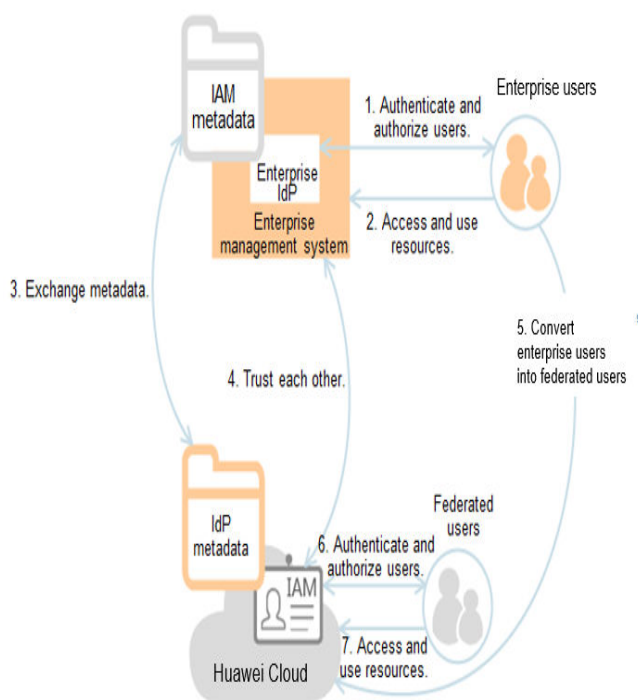 IAM
metadata
Enterprise
IdP
Enterprise
management system
1. Authenticate and
authorize users.
Enterprise users
2. Access and use
resources.
3. Exchange metadata.
4. Trust each other.
5. Convert
enterprise users
into federated users
IdP
metadata
IAM
Huawei Cloud
6. Authenticate and
authorize users.
Federated
users
7. Access and
use resources.